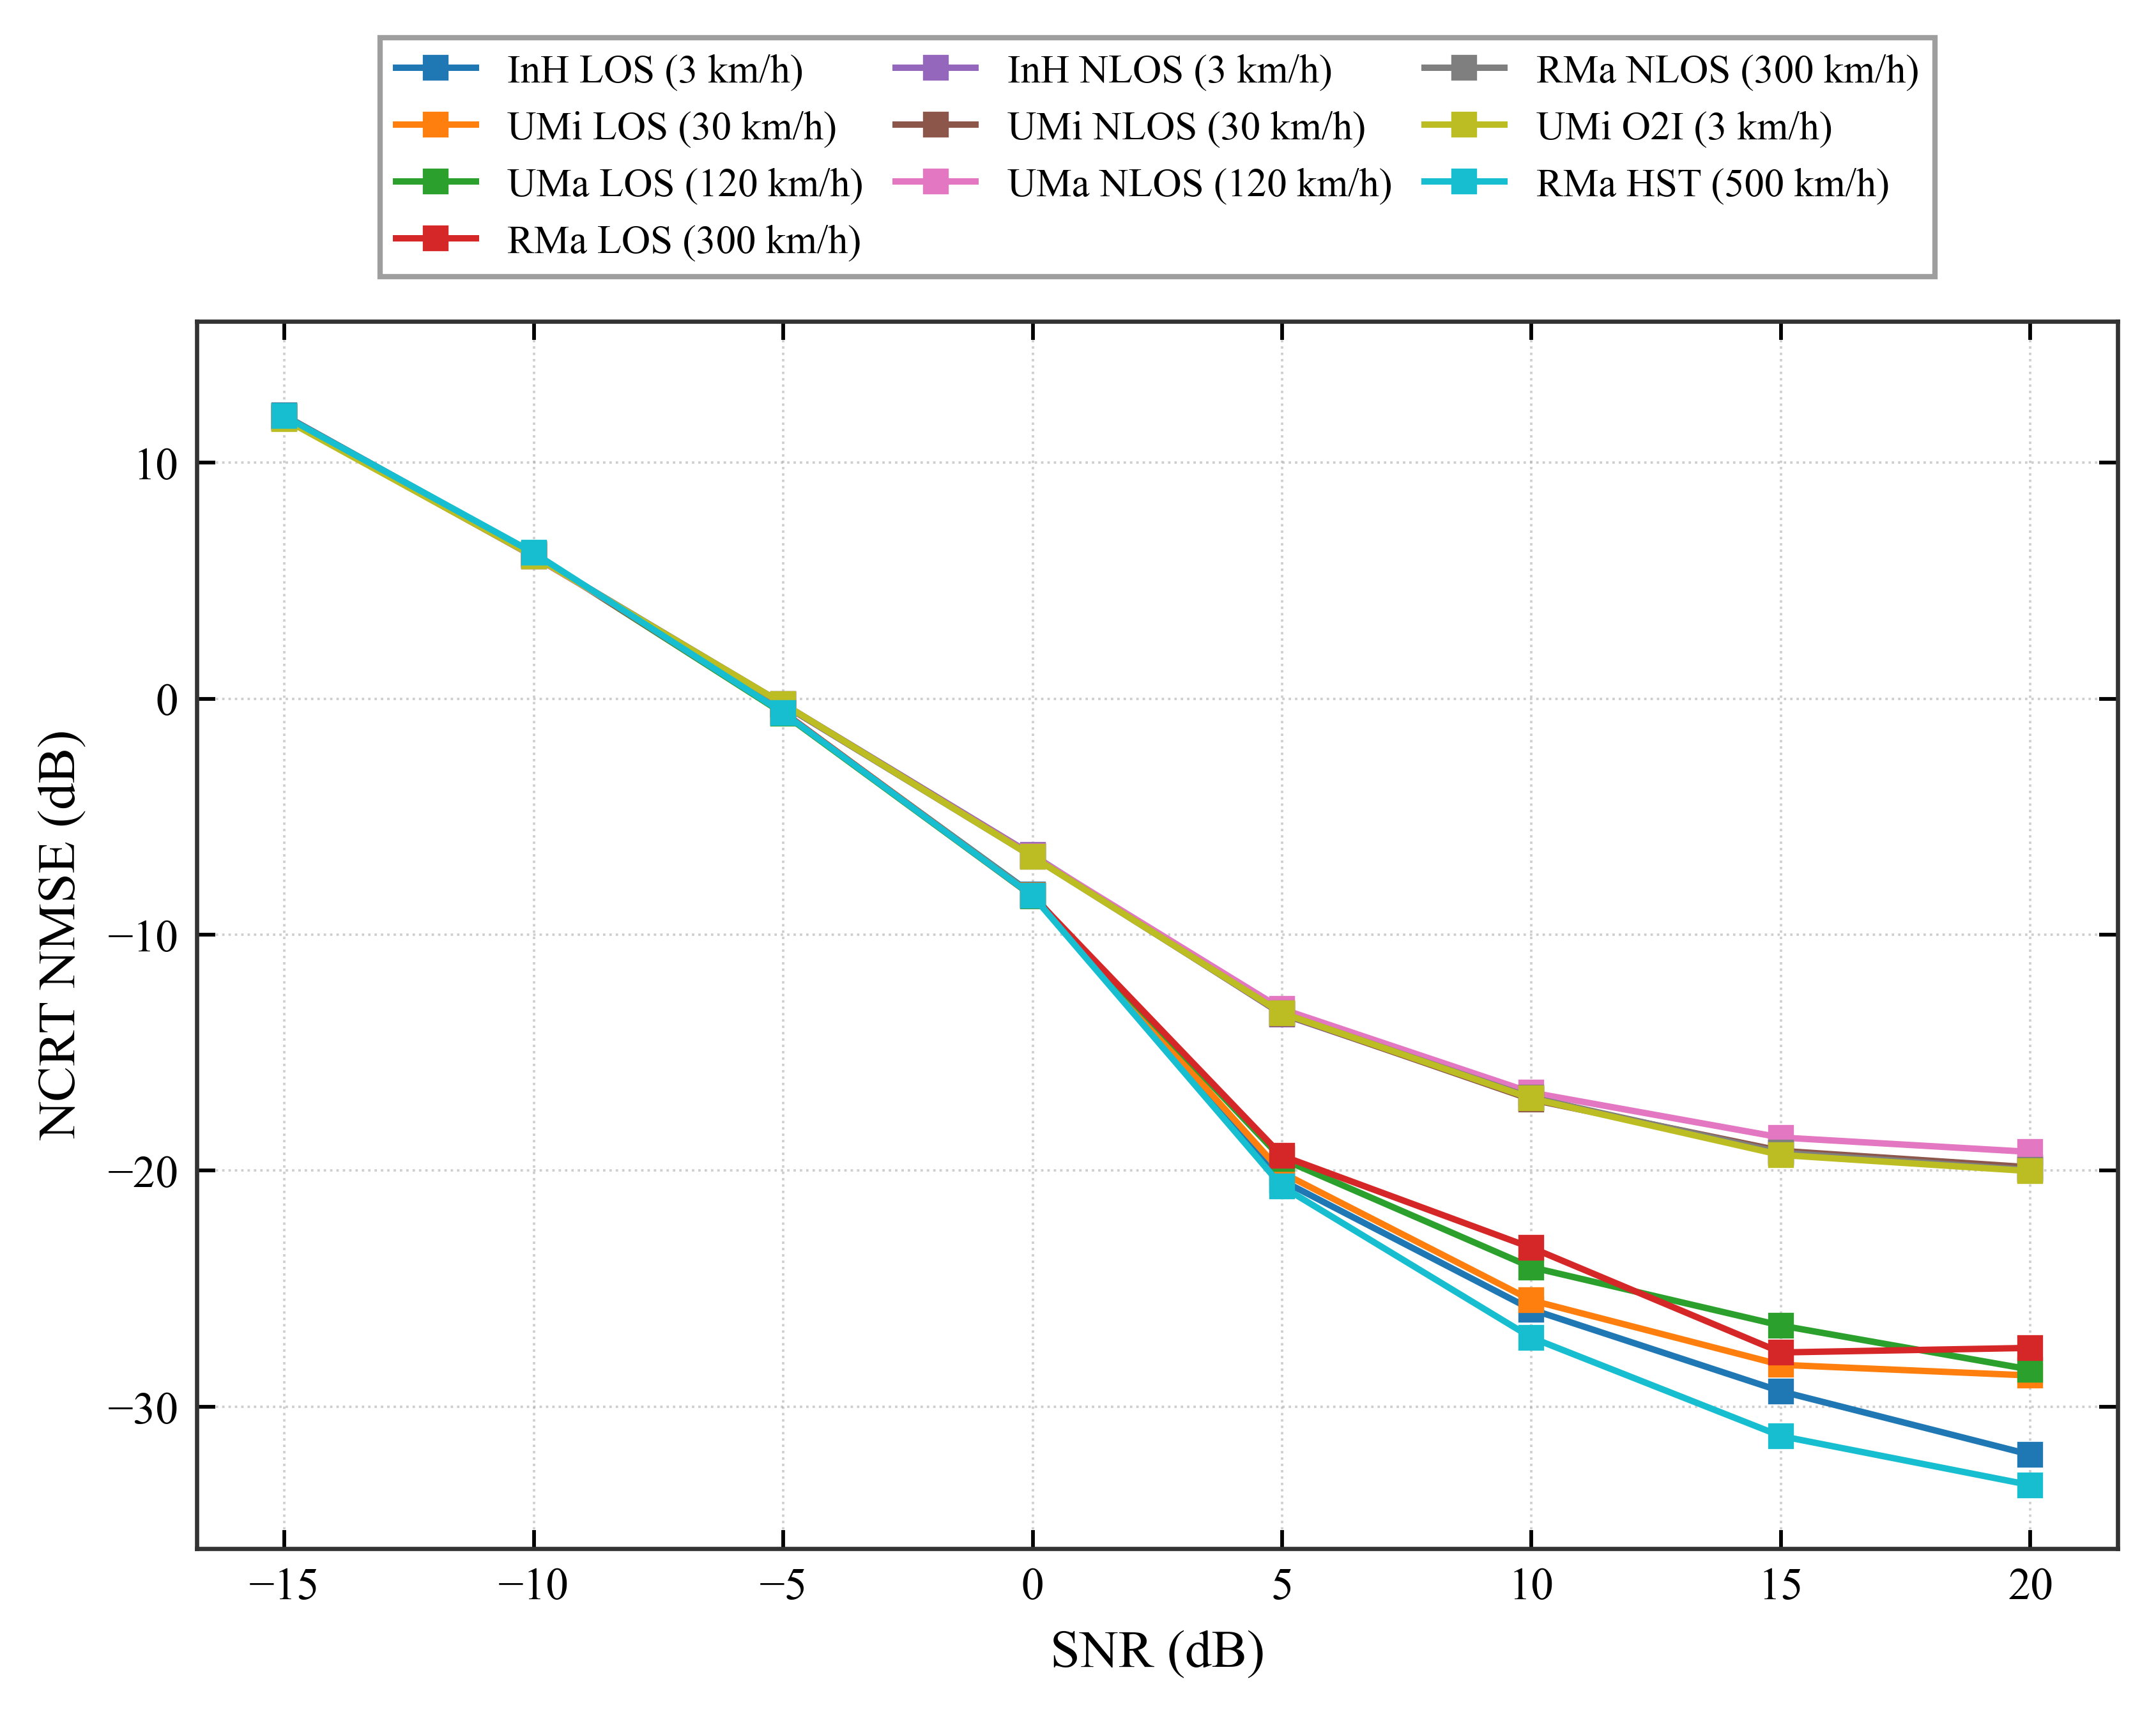 InH LOS (3 km/h)
UMi LOS (30 km/h)
UMa LOS (120 km/h)
RMa LOS (300 km/h)
InH NLOS (3 km/h)
UMi NLOS (30 km/h)
UMa NLOS (120 km/h)
RMa NLOS (300 km/h)
UMi O2I (3 km/h)
RMa HST (500 km/h)
NCRT NMSE (dB)
10
0
−10
−20
−30
−15
−10
−5
0
5
10
15
20
SNR (dB)